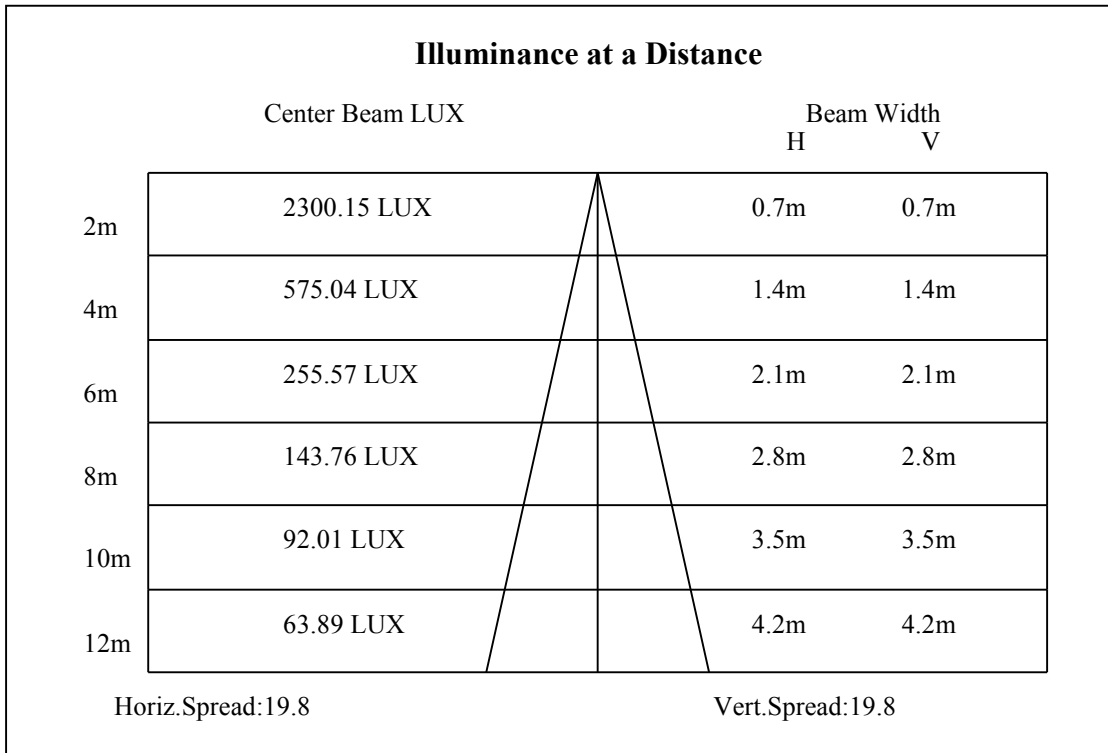 Illuminance at a Distance
Center Beam LUX Beam Width
H V
2m 2300.15 LUX 0.7m 0.7m
4m 575.04 LUX 1.4m 1.4m
6m 255.57 LUX 2.1m 2.1m
8m 143.76 LUX 2.8m 2.8m
10m 92.01 LUX 3.5m 3.5m
12m 63.89 LUX 4.2m 4.2m
Horiz.Spread:19.8 Vert.Spread:19.8